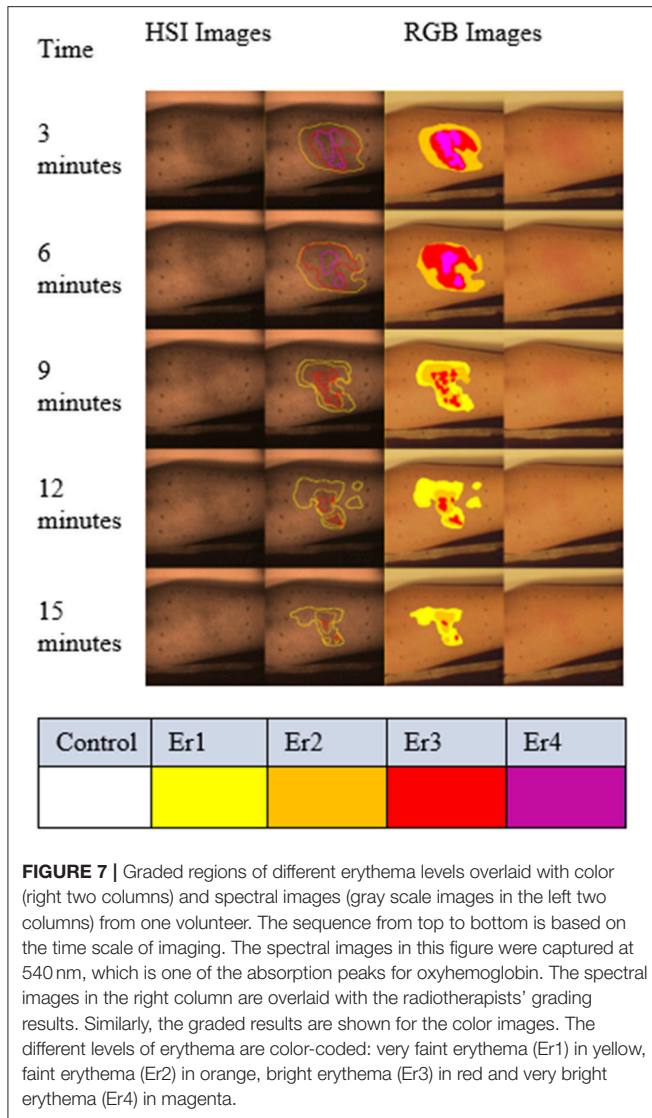 HSI Images RGB Images
Time
3
minutes
6
minutes
9
minutes
12
minutes
15
minutes
Control Er1 Er2 Er3 Er4
FIGURE 7 | Graded regions of different erythema levels overlaid with color
(right two columns) and spectral images (gray scale images in the left two
columns) from one volunteer. The sequence from top to bottom is based on
the time scale of imaging. The spectral images in this figure were captured at
540 nm, which is one of the absorption peaks for oxyhemoglobin. The spectral
images in the right column are overlaid with the radiotherapists' grading
results. Similarly, the graded results are shown for the color images. The
different levels of erythema are color-coded: very faint erythema (Er1) in yellow,
faint erythema (Er2) in orange, bright erythema (Er3) in red and very bright
erythema (Er4) in magenta.